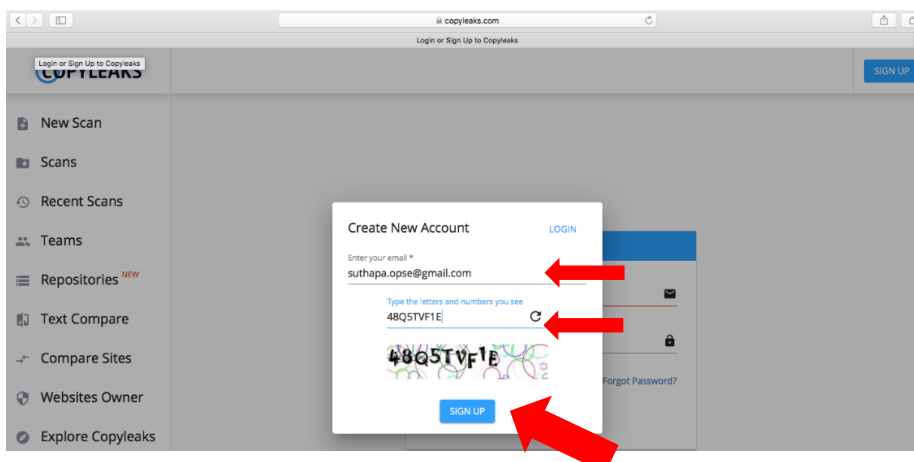 copyleaks.com
Login or Sign Up to Copyleaks
Login or Sign Up to Copyleaks
COPYLEAKS
SIGN UP
New Scan
Scans
Recent Scans
Teams
Repositories NEW
Text Compare
Compare Sites
Websites Owner
Explore Copyleaks
Create New Account
LOGIN
Enter your email *
suthapa.opse@gmail.com
Type the letters and numbers you see
48Q5TVF1E
48Q5TVF1E
SIGN UP
Forgot Password?